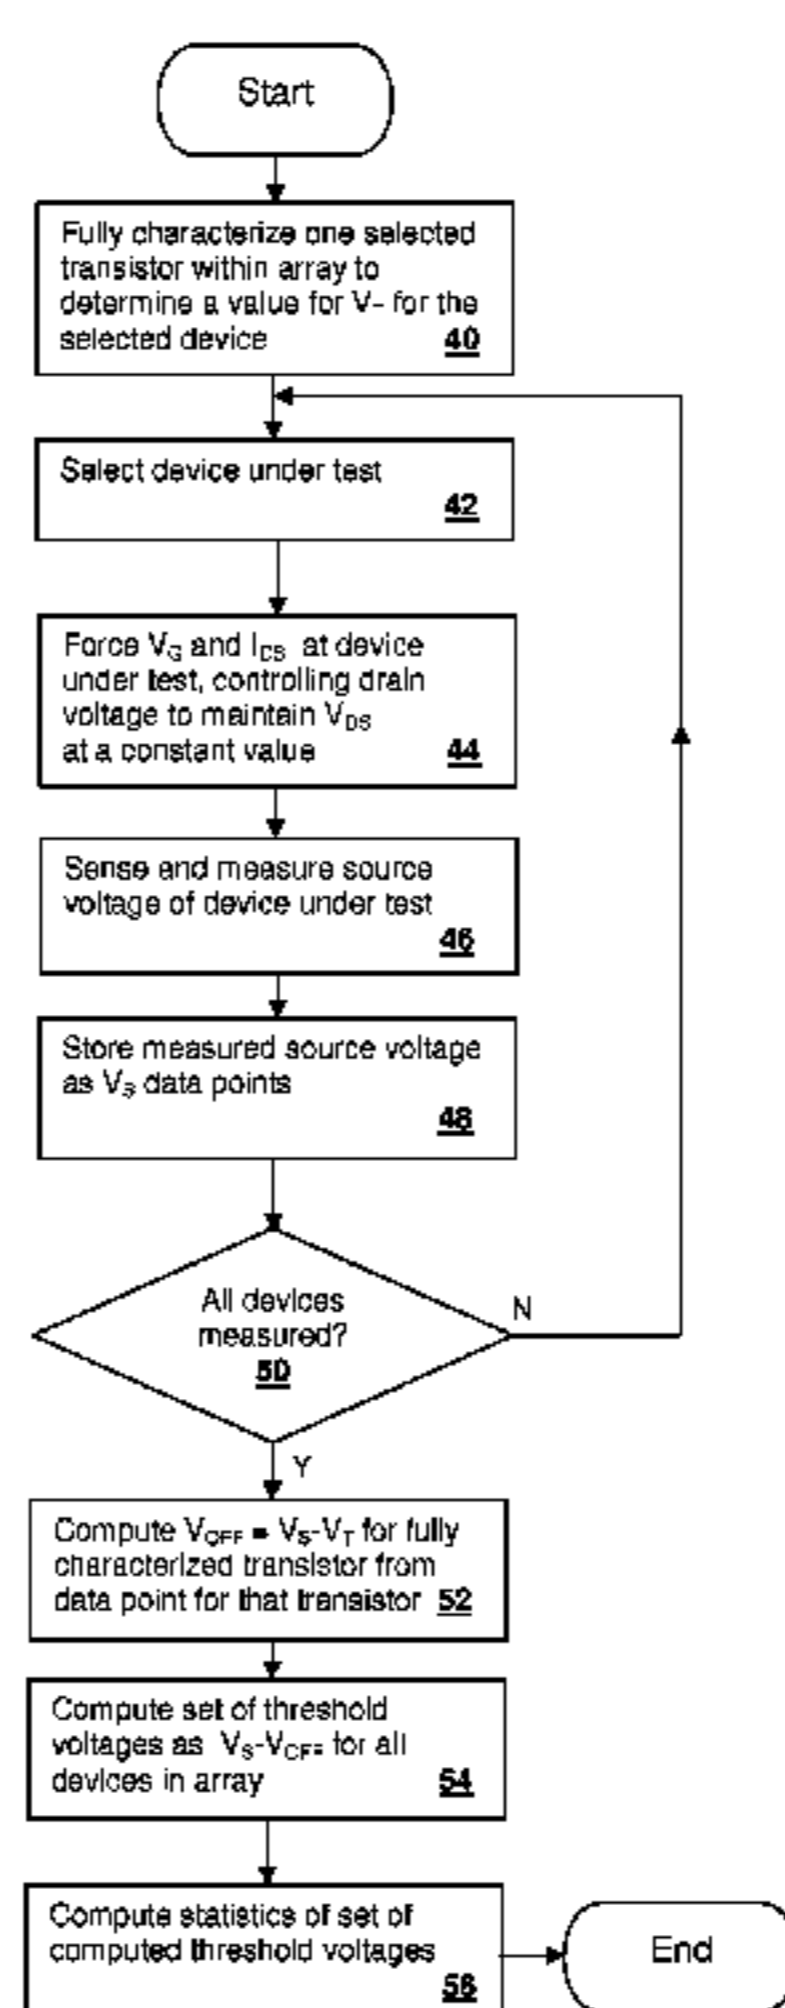 Start
Fully characterize one selected
transistor within array to
determine a value for V- for the
selected device 40
Select device under test
42
Force VG and IDS at device
under test, controlling drain
voltage to maintain VDS
at a constant value 44
Sense and measure source
voltage of device under test
46
Store measured source voltage
as VS data points
48
All devices
measured?
50
N
Y
Compute VOFF = VS-VT for fully
characterized transistor from
data point for that transistor 52
Compute set of threshold
voltages as VS-VOFF for all
devices in array 54
Compute statistics of set of
computed threshold voltages
56
End